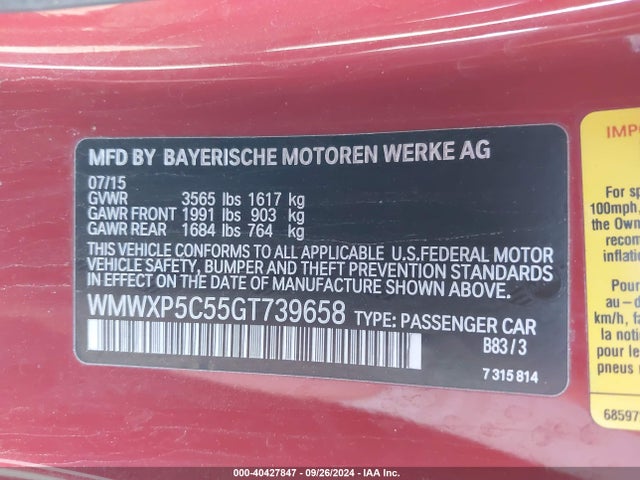 MFD BY BAYERISCHE MOTOREN WERKE AG
07/15
GVWR 3565 lbs 1617 kg
GAWR FRONT 1991 lbs 903 kg
GAWR REAR 1684 lbs 764 kg
THIS VEHICLE CONFORMS TO ALL APPLICABLE U.S.FEDERAL MOTOR
VEHICLE SAFETY, BUMPER AND THEFT PREVENTION STANDARDS
IN EFFECT ON THE DATE OF MANUFACTURE SHOWN ABOVE.
WMWXP5C55GT739658 TYPE: PASSENGER CAR
B83/3
7 315 814
For
100mph,
the Own
recom
inflation
Pour
au - d
km/h, fa
le mon
pour le
pneus
68597
000-40427847 - 09/26/2024 - IAA Inc.